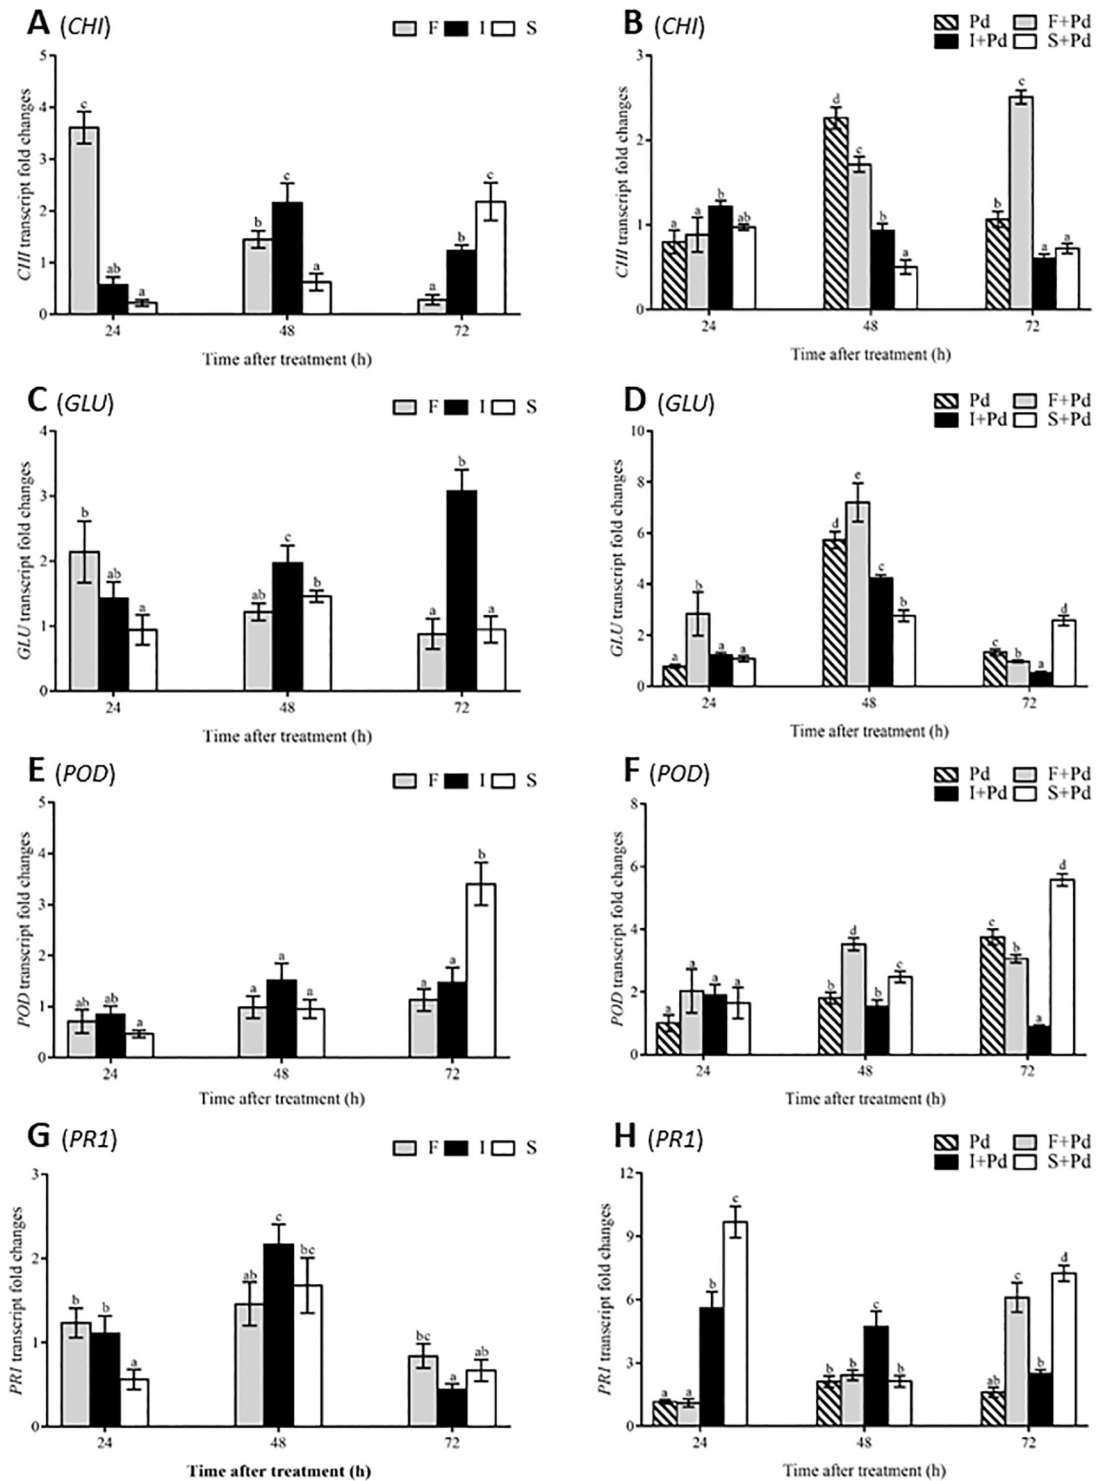 A (CHI)
F I S
CHI transcript fold changes
5
4
3
2
1
0
c
ab
a
b
c
a
a
b
c
24 48 72
Time after treatment (h)
B (CHI)
Pd F+Pd
I+Pd S+Pd
CHI transcript fold changes
3
2
1
0
a
a
b
ab
d
c
b
a
b
c
a
a
24 48 72
Time after treatment (h)
C (GLU)
F I S
GLU transcript fold changes
4
3
2
1
0
b
ab
a
ab
c
b
a
b
a
24 48 72
Time after treatment (h)
D (GLU)
Pd F+Pd
I+Pd S+Pd
GLU transcript fold changes
10
8
6
4
2
0
a
b
a
a
d
e
c
b
c
b
a
d
24 48 72
Time after treatment (h)
E (POD)
F I S
POD transcript fold changes
5
4
3
2
1
0
ab
ab
a
a
a
a
a
a
b
24 48 72
Time after treatment (h)
F (POD)
Pd F+Pd
I+Pd S+Pd
POD transcript fold changes
8
6
4
2
0
a
a
a
a
b
d
b
c
c
b
a
d
24 48 72
Time after treatment (h)
G (PR1)
F I S
PR1 transcript fold changes
3
2
1
0
b
b
a
ab
c
bc
bc
a
ab
24 48 72
Time after treatment (h)
H (PR1)
Pd F+Pd
I+Pd S+Pd
PR1 transcript fold changes
12
9
6
3
0
a
a
b
c
b
b
c
b
ab
c
b
d
24 48 72
Time after treatment (h)